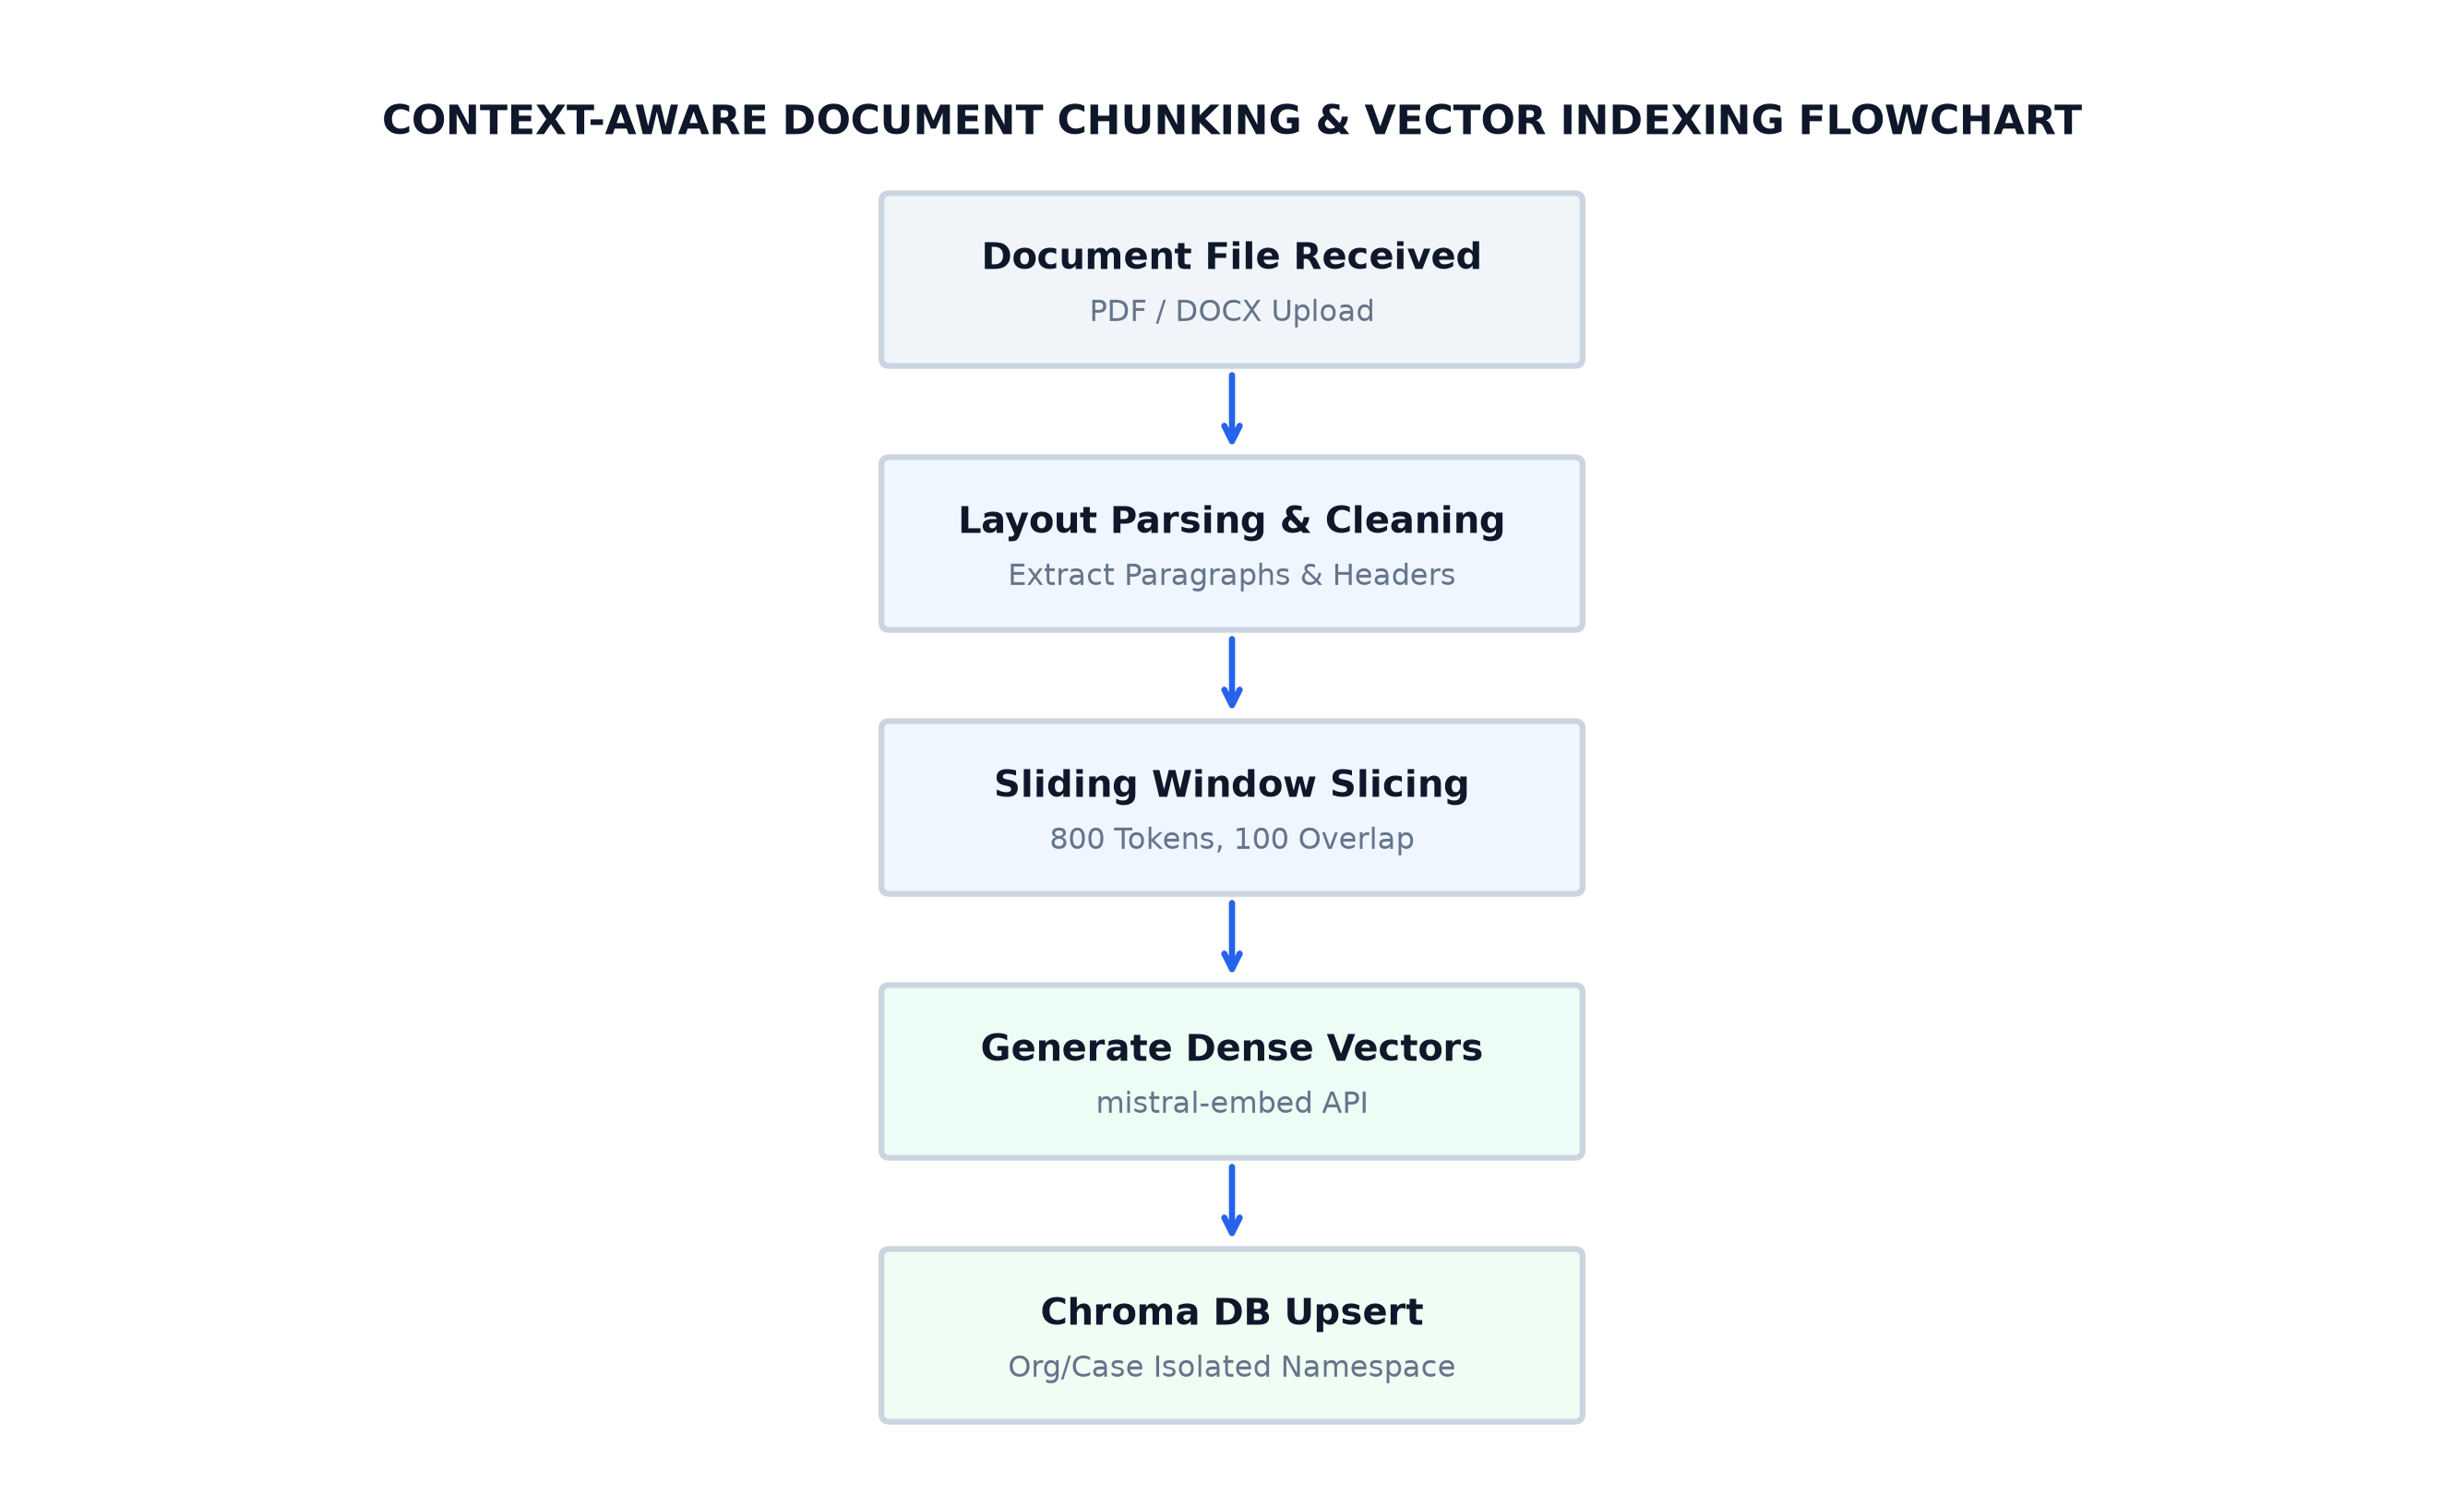 CONTEXT-AWARE DOCUMENT CHUNKING & VECTOR INDEXING FLOWCHART
Document File Received
PDF / DOCX Upload
Layout Parsing & Cleaning
Extract Paragraphs & Headers
Sliding Window Slicing
800 Tokens, 100 Overlap
Generate Dense Vectors
mistral-embed API
Chroma DB Upsert
Org/Case Isolated Namespace